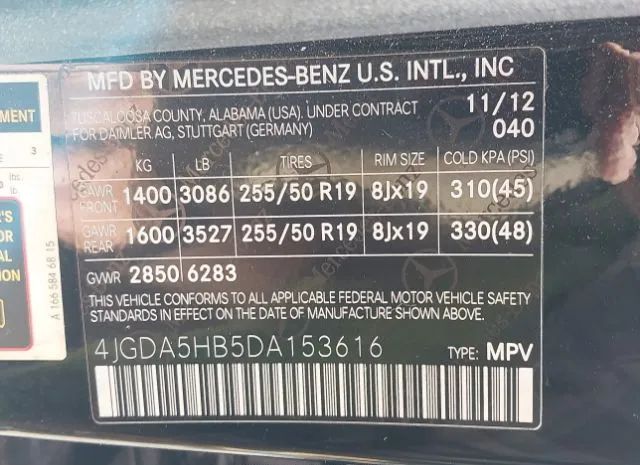 MFD BY MERCEDES-BENZ U.S. INTL., INC
TUSCALOOSA COUNTY, ALABAMA (USA). UNDER CONTRACT
FOR DAIMLER AG, STUTTGART (GERMANY)
11/12
040
KG LB TIRES RIM SIZE COLD KPA (PSI)
GAWR FRONT 1400 3086 255/50 R19 8Jx19 310(45)
GAWR REAR 1600 3527 255/50 R19 8Jx19 330(48)
GVWR 2850 6283
THIS VEHICLE CONFORMS TO ALL APPLICABLE FEDERAL MOTOR VEHICLE SAFETY
STANDARDS IN EFFECT ON THE DATE OF MANUFACTURE SHOWN ABOVE.
4JGDA5HB5DA153616 TYPE: MPV
A 166 584 68 15
3
lbs
lb